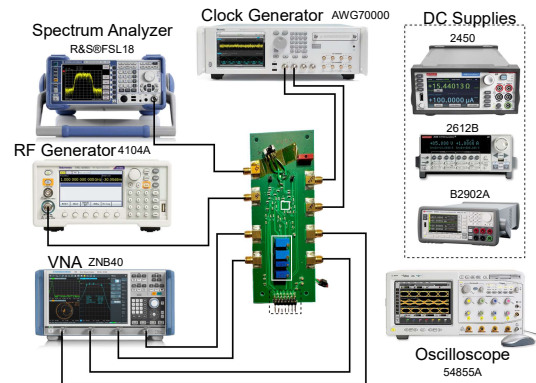 Clock Generator AWG70000
DC Supplies
Spectrum Analyzer
R&S®FSL18
2450
+15.44013 Ω
+100.0000 µA
2612B
RF Generator 4104A
B2902A
VNA ZNB40
Oscilloscope
54855A